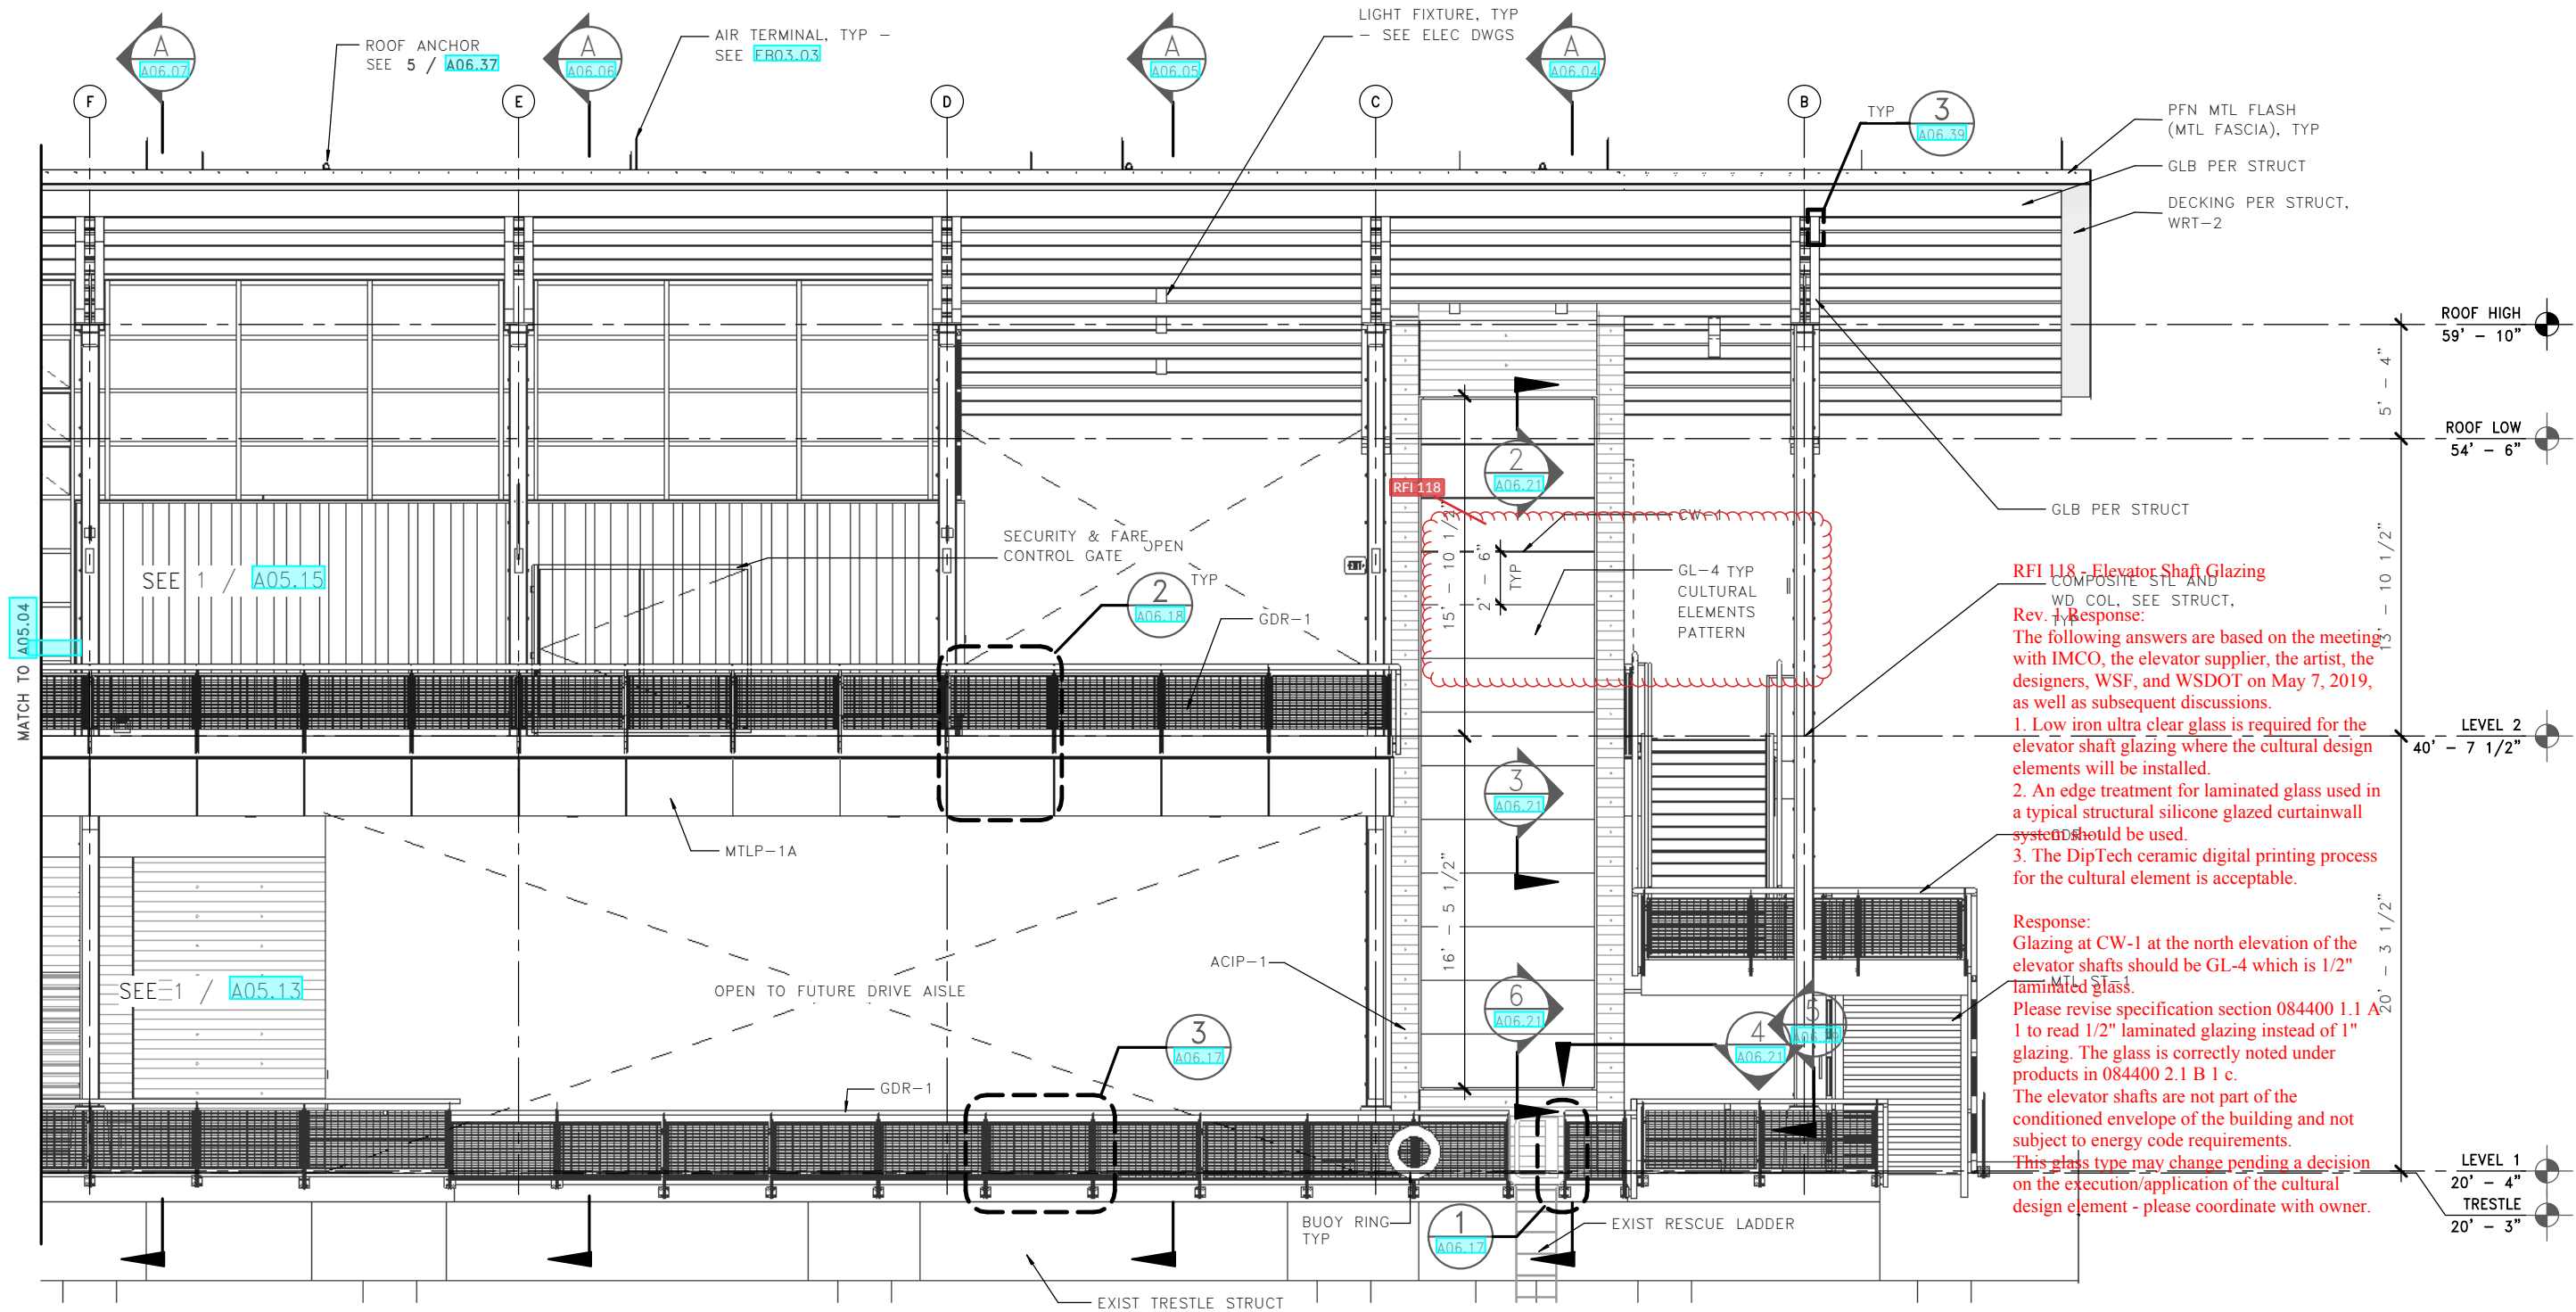 A
A06.07
ROOF ANCHOR
SEE 5 / A06.37
A
A06.06
AIR TERMINAL, TYP -
SEE ER03.03
A
A06.05
LIGHT FIXTURE, TYP
- SEE ELEC DWGS
A
A06.04
F
E
D
C
B
TYP
3
A06.39
PFN MTL FLASH
(MTL FASCIA), TYP
GLB PER STRUCT
DECKING PER STRUCT,
WRT-2
ROOF HIGH
59' - 10"
5' - 4"
ROOF LOW
54' - 6"
2
A06.21
RFI 118
CW-1
GLB PER STRUCT
15' - 10 1/2"
2' - 6"
TYP
13' - 10 1/2"
SECURITY & FARE
CONTROL GATE
OPEN
TYP
EXIT
SEE 1 / A05.15
2
A06.18
GDR-1
GL-4 TYP
CULTURAL
ELEMENTS
PATTERN
COMPOSITE STL AND
WD COL, SEE STRUCT,
TYP
MATCH TO A05.04
RFI 118 - Elevator Shaft Glazing
Rev. 1 Response:
The following answers are based on the meeting
with IMCO, the elevator supplier, the artist, the
designers, WSF, and WSDOT on May 7, 2019,
as well as subsequent discussions.
1. Low iron ultra clear glass is required for the
elevator shaft glazing where the cultural design
elements will be installed.
2. An edge treatment for laminated glass used in
a typical structural silicone glazed curtainwall
system should be used.
3. The DipTech ceramic digital printing process
for the cultural element is acceptable.
Response:
Glazing at CW-1 at the north elevation of the
elevator shafts should be GL-4 which is 1/2"
laminated glass.
Please revise specification section 084400 1.1 A
1 to read 1/2" laminated glazing instead of 1"
glazing. The glass is correctly noted under
products in 084400 2.1 B 1 c.
The elevator shafts are not part of the
conditioned envelope of the building and not
subject to energy code requirements.
This glass type may change pending a decision
on the execution/application of the cultural
design element - please coordinate with owner.
LEVEL 2
40' - 7 1/2"
3
A06.21
MTLP-1A
GDR-1
16' - 5 1/2"
20' - 3 1/2"
ACIP-1
MTL ST-1
SEE 1 / A05.13
OPEN TO FUTURE DRIVE AISLE
6
A06.21
4
A06.21
5
3
A06.17
GDR-1
LEVEL 1
20' - 4"
TRESTLE
20' - 3"
BUOY RING
TYP
1
A06.17
EXIST RESCUE LADDER
EXIST TRESTLE STRUCT